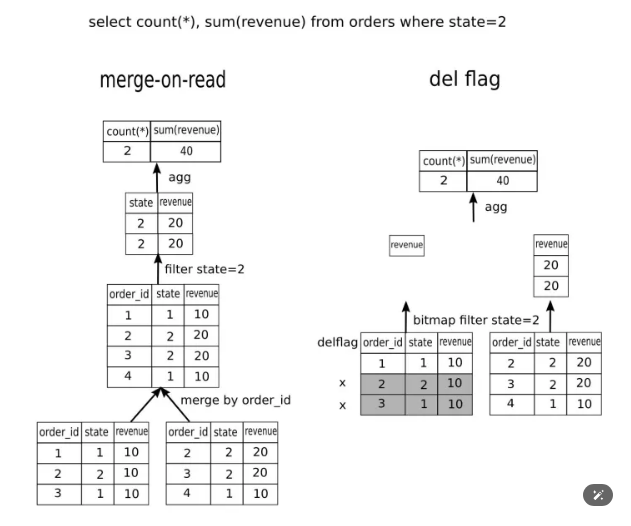 select count(*), sum(revenue) from orders where state=2
merge-on-read
del flag
count(*) sum(revenue)
2 40
agg
state revenue
2 20
2 20
filter state=2
order_id state revenue
1 1 10
2 2 20
3 2 20
4 1 10
merge by order_id
order_id state revenue
1 1 10
2 2 10
3 1 10
order_id state revenue
2 2 20
3 2 20
4 1 10
count(*) sum(revenue)
2 40
agg
revenue
revenue
20
20
bitmap filter state=2
delflag order_id state revenue
1 1 10
x 2 2 10
x 3 1 10
order_id state revenue
2 2 20
3 2 20
4 1 10